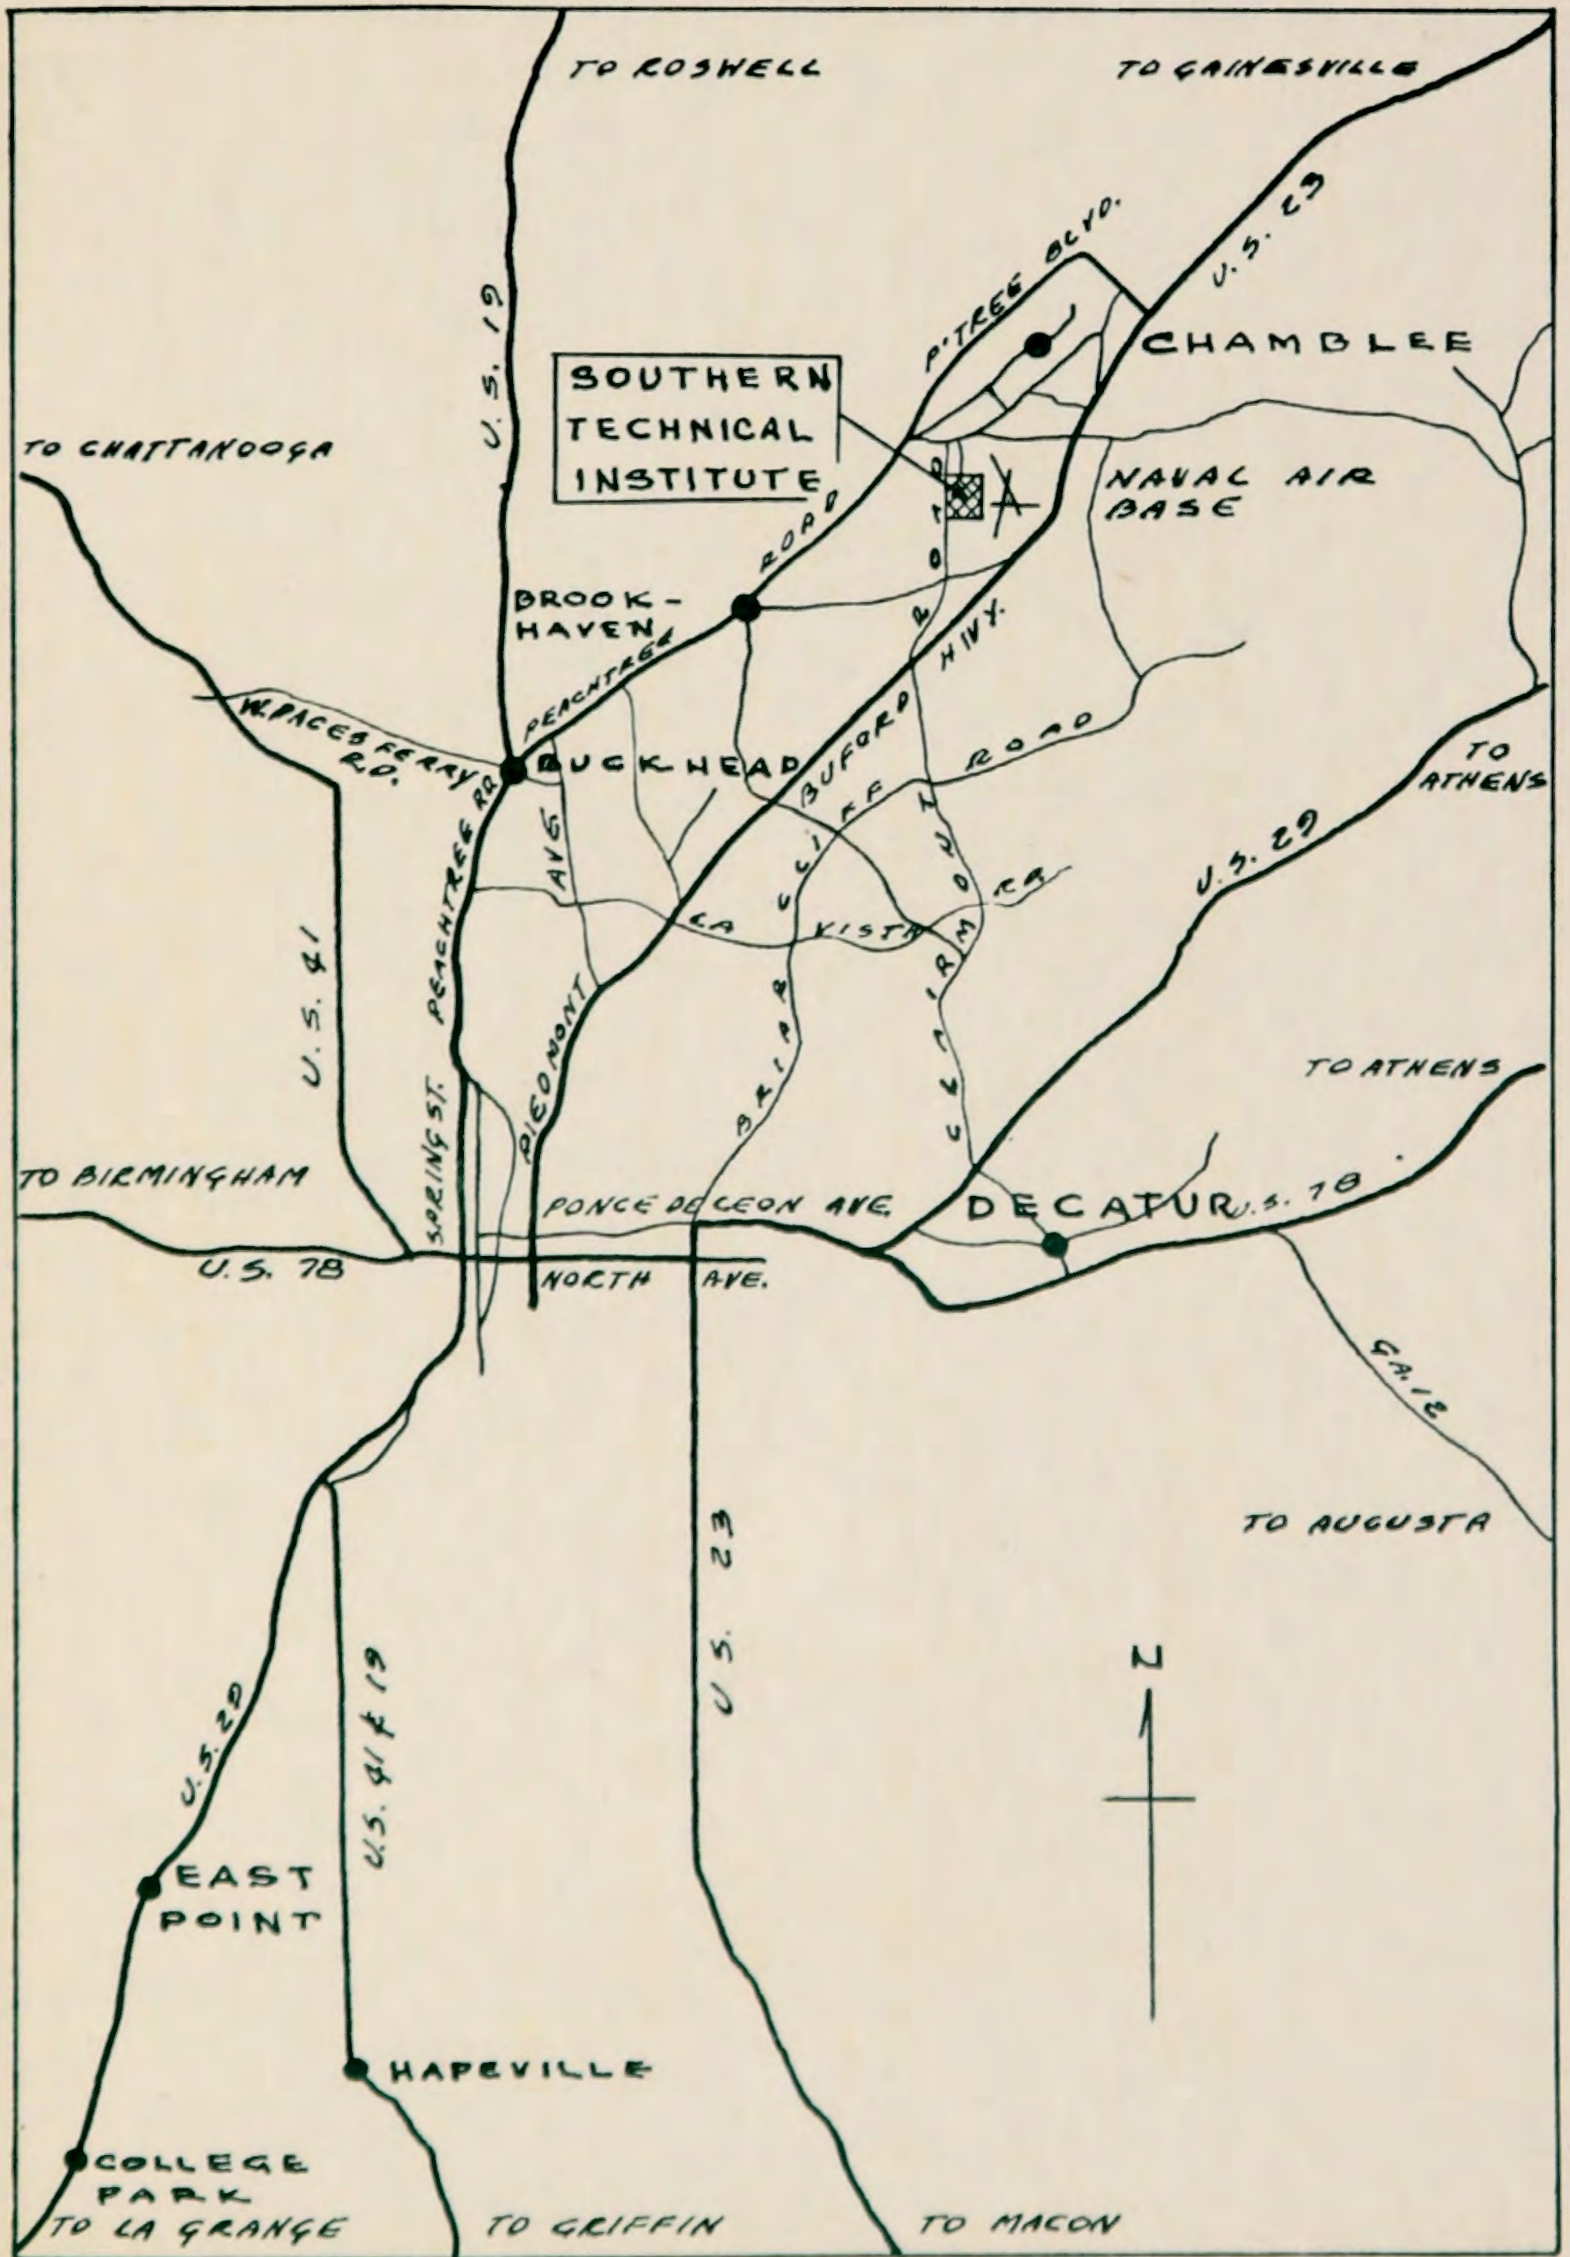 TO ROSWELL
TO GAINESVILLE
U.S. 23
P'TREE BLVD.
U.S. 19
CHAMBLEE
SOUTHERN
TECHNICAL
INSTITUTE
TO CHATTANOOGA
NAVAL AIR
BASE
BROOK-
HAVEN
PEACHTREE ROAD
W. PACES FERRY
RD.
BUCKHEAD
BUFORD HWY.
TO
ATHENS
PEACHTREE RD
PIEDMONT AVE
BRIAR CLIFF ROAD
CLAIRMONT ROAD
LA VISTA RD
U.S. 29
U.S. 41
SPRING ST.
TO ATHENS
TO BIRMINGHAM
PONCE DE LEON AVE.
DECATUR
U.S. 78
U.S. 78
NORTH AVE.
GA. 12
TO AUGUSTA
U.S. 23
N
U.S. 29
U.S. 41 & 19
EAST
POINT
HAPEVILLE
COLLEGE
PARK
TO LA GRANGE
TO GRIFFIN
TO MACON